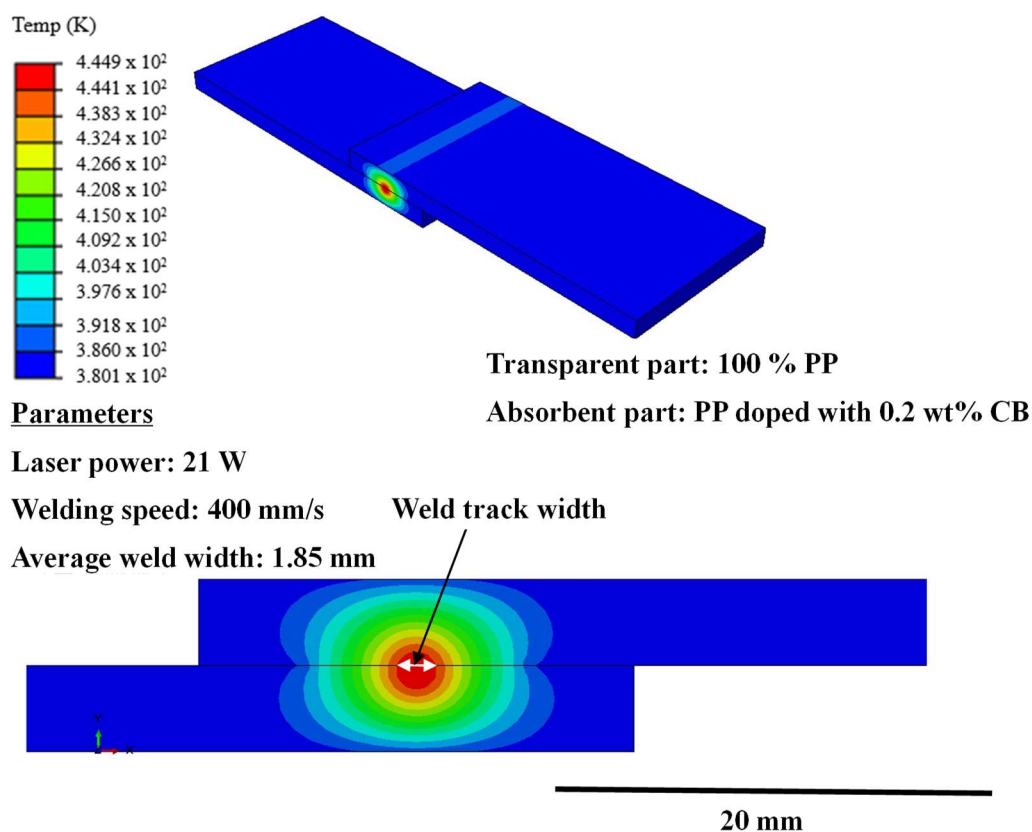 Temp (K)
4.449 x 10²
4.441 x 10²
4.383 x 10²
4.324 x 10²
4.266 x 10²
4.208 x 10²
4.150 x 10²
4.092 x 10²
4.034 x 10²
3.976 x 10²
3.918 x 10²
3.860 x 10²
3.801 x 10²
Transparent part: 100 % PP
Absorbent part: PP doped with 0.2 wt% CB
Parameters
Laser power: 21 W
Welding speed: 400 mm/s
Average weld width: 1.85 mm
Weld track width
Y
X
20 mm